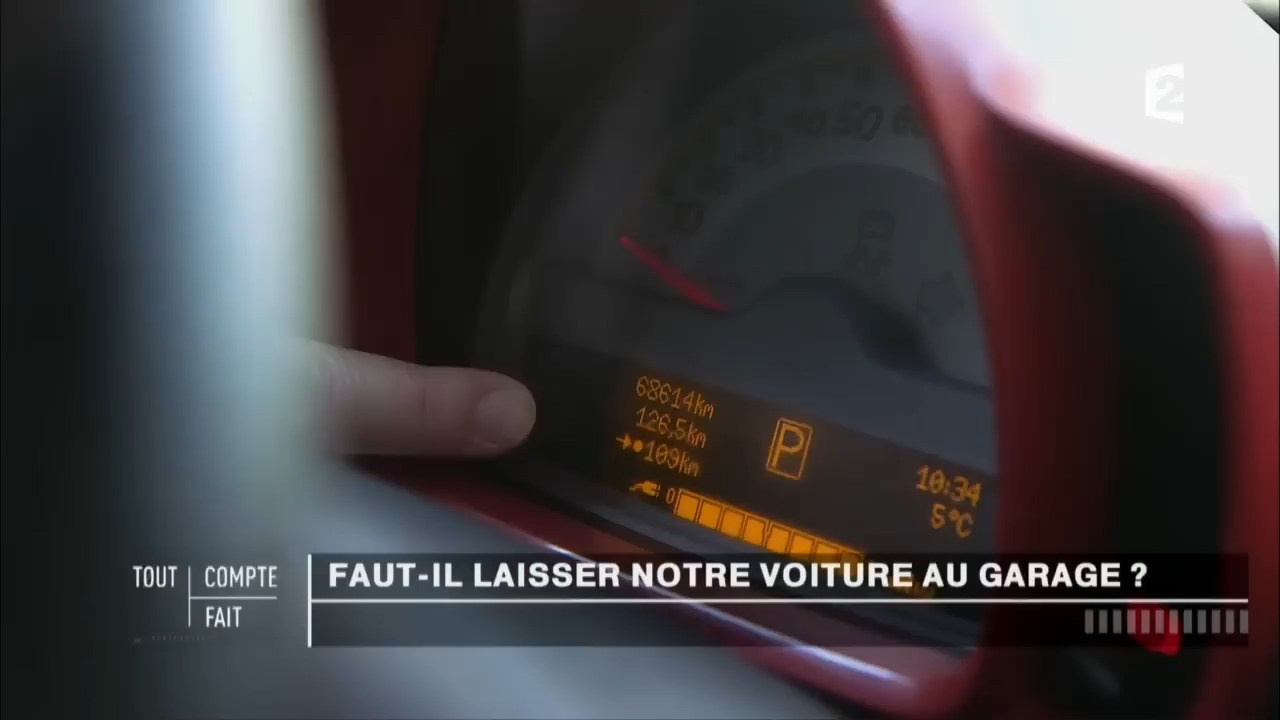 2
50
68614km
126,5km
109km
P
0
10:34
5°C
TOUT COMPTE
FAIT
FAUT-IL LAISSER NOTRE VOITURE AU GARAGE ?